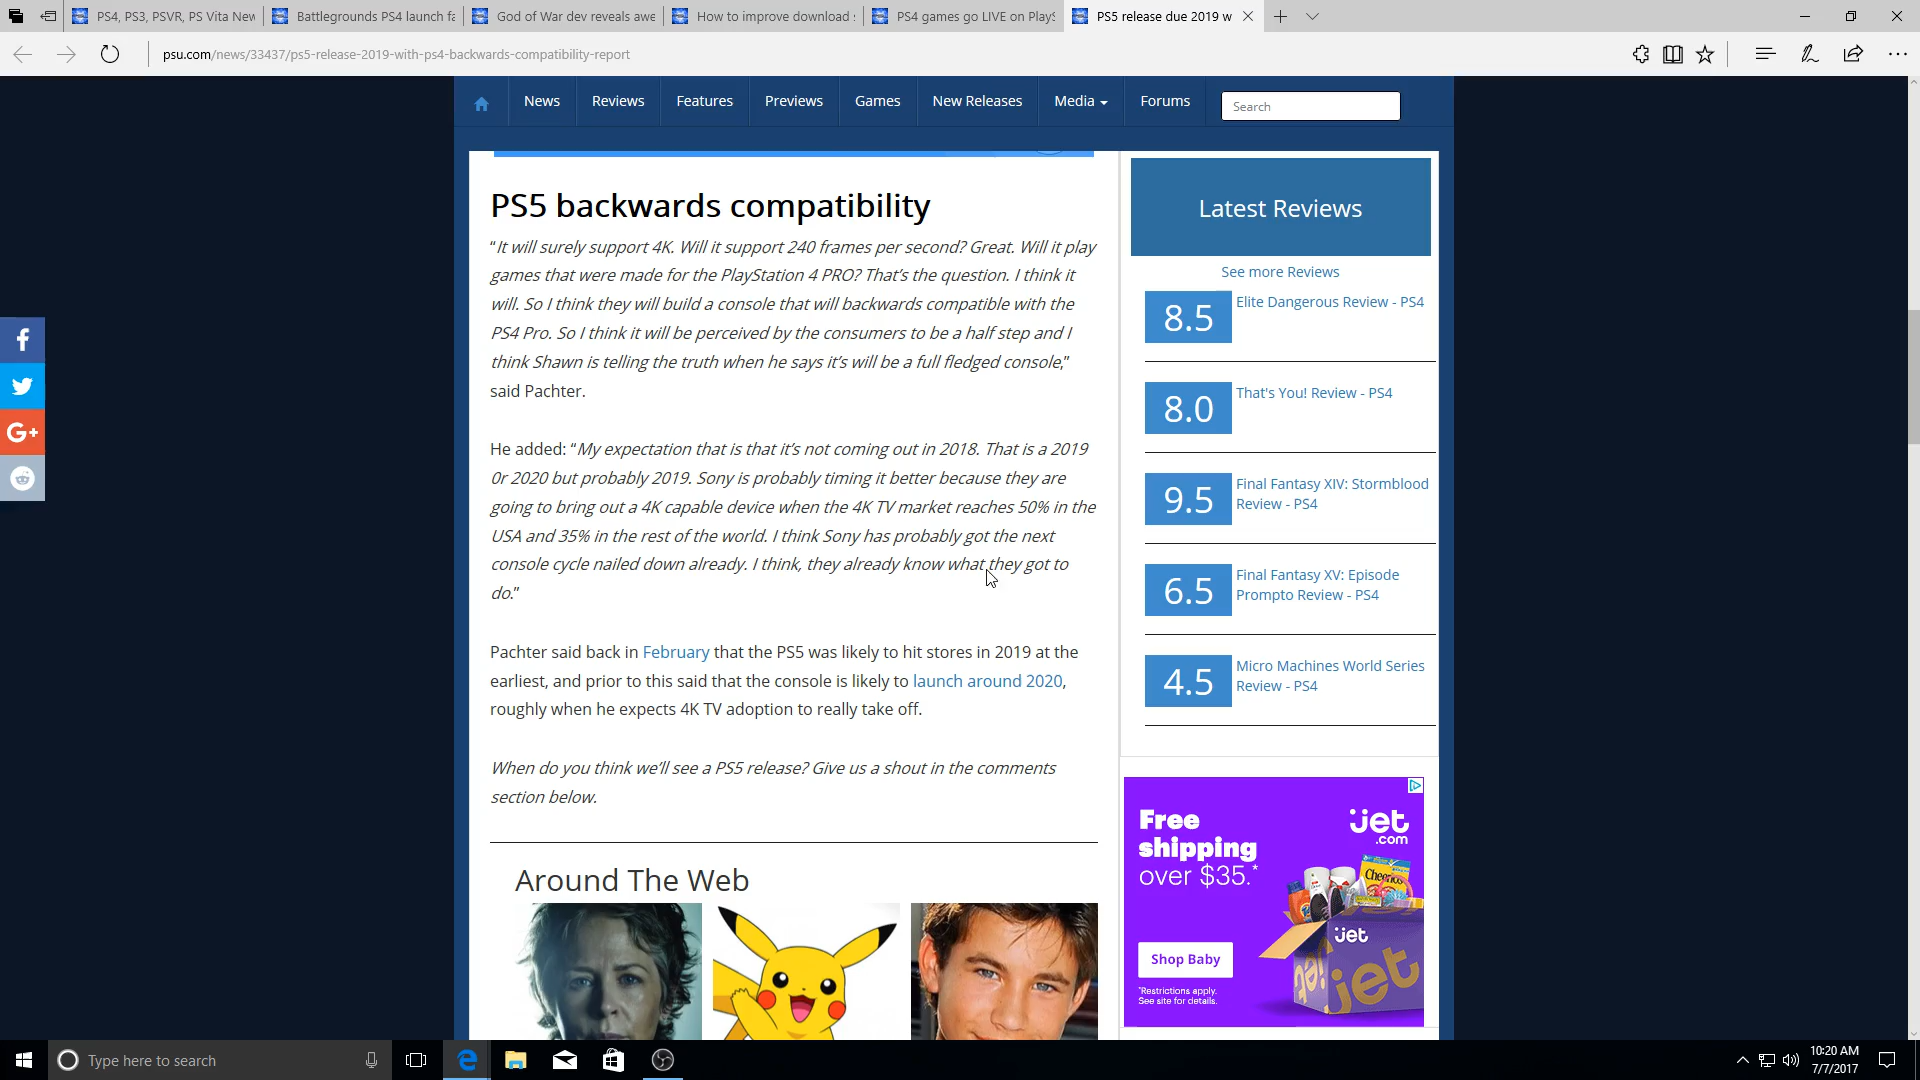 PS4, PS3, PSVR, PS Vita New
Battlegrounds PS4 launch fa
God of War dev reveals awe
How to improve download s
PS4 games go LIVE on PlayS
PS5 release due 2019 w
psu.com/news/33437/ps5-release-2019-with-ps4-backwards-compatibility-report
News
Reviews
Features
Previews
Games
New Releases
Media
Forums
Search
PS5 backwards compatibility
“It will surely support 4K. Will it support 240 frames per second? Great. Will it play
games that were made for the PlayStation 4 PRO? That’s the question. I think it
will. So I think they will build a console that will backwards compatible with the
PS4 Pro. So I think it will be perceived by the consumers to be a half step and I
think Shawn is telling the truth when he says it’s will be a full fledged console,”
said Pachter.
He added: “My expectation that is that it’s not coming out in 2018. That is a 2019
0r 2020 but probably 2019. Sony is probably timing it better because they are
going to bring out a 4K capable device when the 4K TV market reaches 50% in the
USA and 35% in the rest of the world. I think Sony has probably got the next
console cycle nailed down already. I think, they already know what they got to
do.”
Pachter said back in February that the PS5 was likely to hit stores in 2019 at the
earliest, and prior to this said that the console is likely to launch around 2020,
roughly when he expects 4K TV adoption to really take off.
When do you think we’ll see a PS5 release? Give us a shout in the comments
section below.
Around The Web
Latest Reviews
See more Reviews
8.5
Elite Dangerous Review - PS4
8.0
That's You! Review - PS4
9.5
Final Fantasy XIV: Stormblood
Review - PS4
6.5
Final Fantasy XV: Episode
Prompto Review - PS4
4.5
Micro Machines World Series
Review - PS4
Free
shipping
over $35.*
jet
.com
Cheerios
jet
jet
Shop Baby
*Restrictions apply.
See site for details.
Type here to search
10:20 AM
7/7/2017